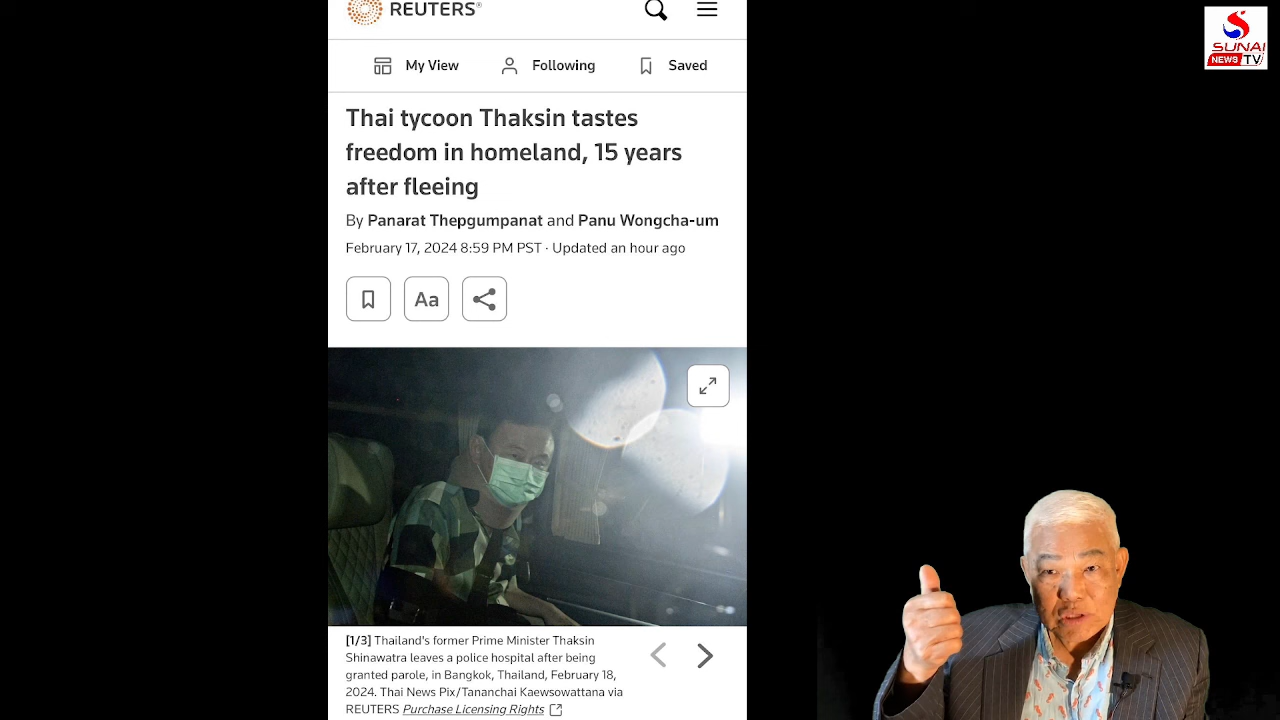 REUTERS®
My View
Following
Saved
Thai tycoon Thaksin tastes
freedom in homeland, 15 years
after fleeing
By Panarat Thepgumpanat and Panu Wongcha-um
February 17, 2024 8:59 PM PST · Updated an hour ago
Aa
[1/3] Thailand's former Prime Minister Thaksin
Shinawatra leaves a police hospital after being
granted parole, in Bangkok, Thailand, February 18,
2024. Thai News Pix/Tananchai Kaewsowattana via
REUTERS Purchase Licensing Rights
SUNAI
NEWS TV